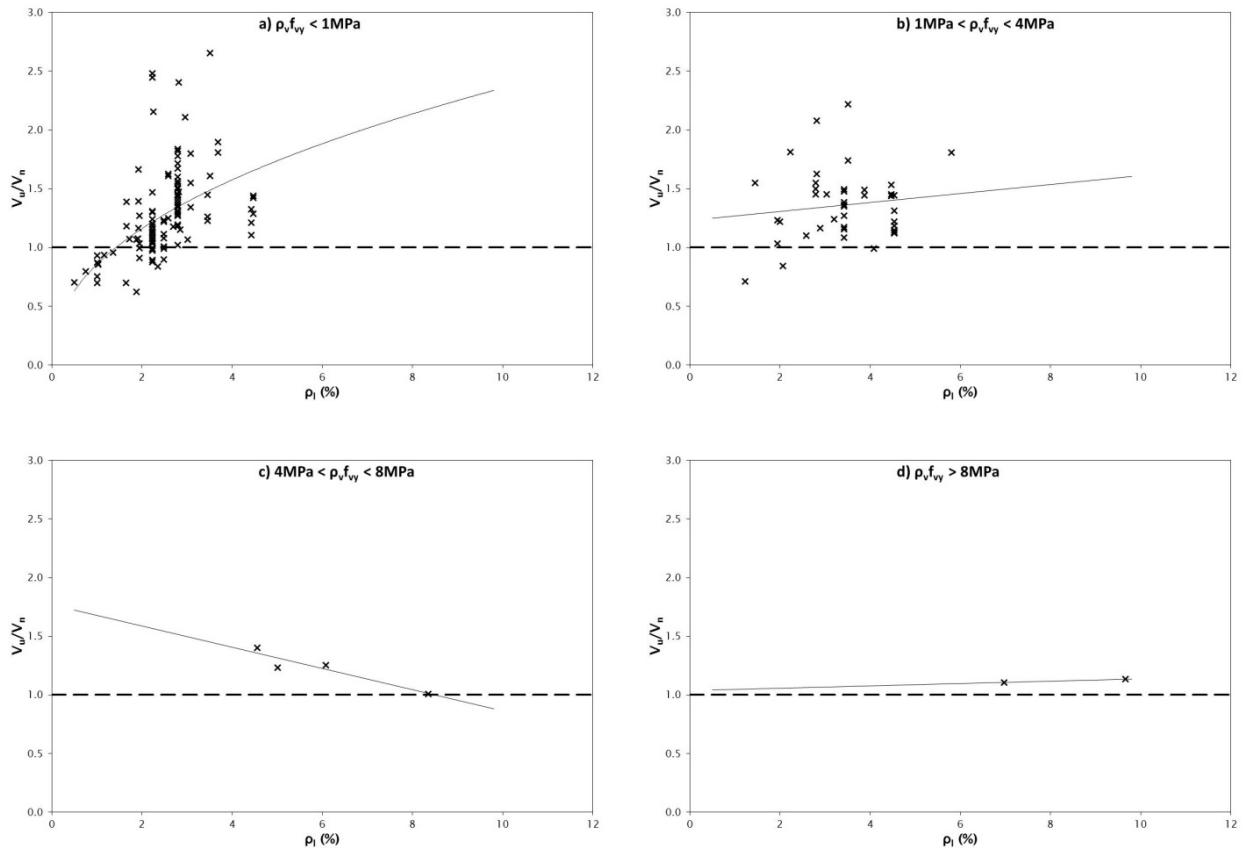 a) ρvfvy < 1MPa
3.0
2.5
2.0
1.5
1.0
0.5
0.0
Vu/Vn
0 2 4 6 8 10 12
ρl (%)
b) 1MPa < ρvfvy < 4MPa
3.0
2.5
2.0
1.5
1.0
0.5
0.0
Vu/Vn
0 2 4 6 8 10 12
ρl (%)
c) 4MPa < ρvfvy < 8MPa
3.0
2.5
2.0
1.5
1.0
0.5
0.0
Vu/Vn
0 2 4 6 8 10 12
ρl (%)
d) ρvfvy > 8MPa
3.0
2.5
2.0
1.5
1.0
0.5
0.0
Vu/Vn
0 2 4 6 8 10 12
ρl (%)